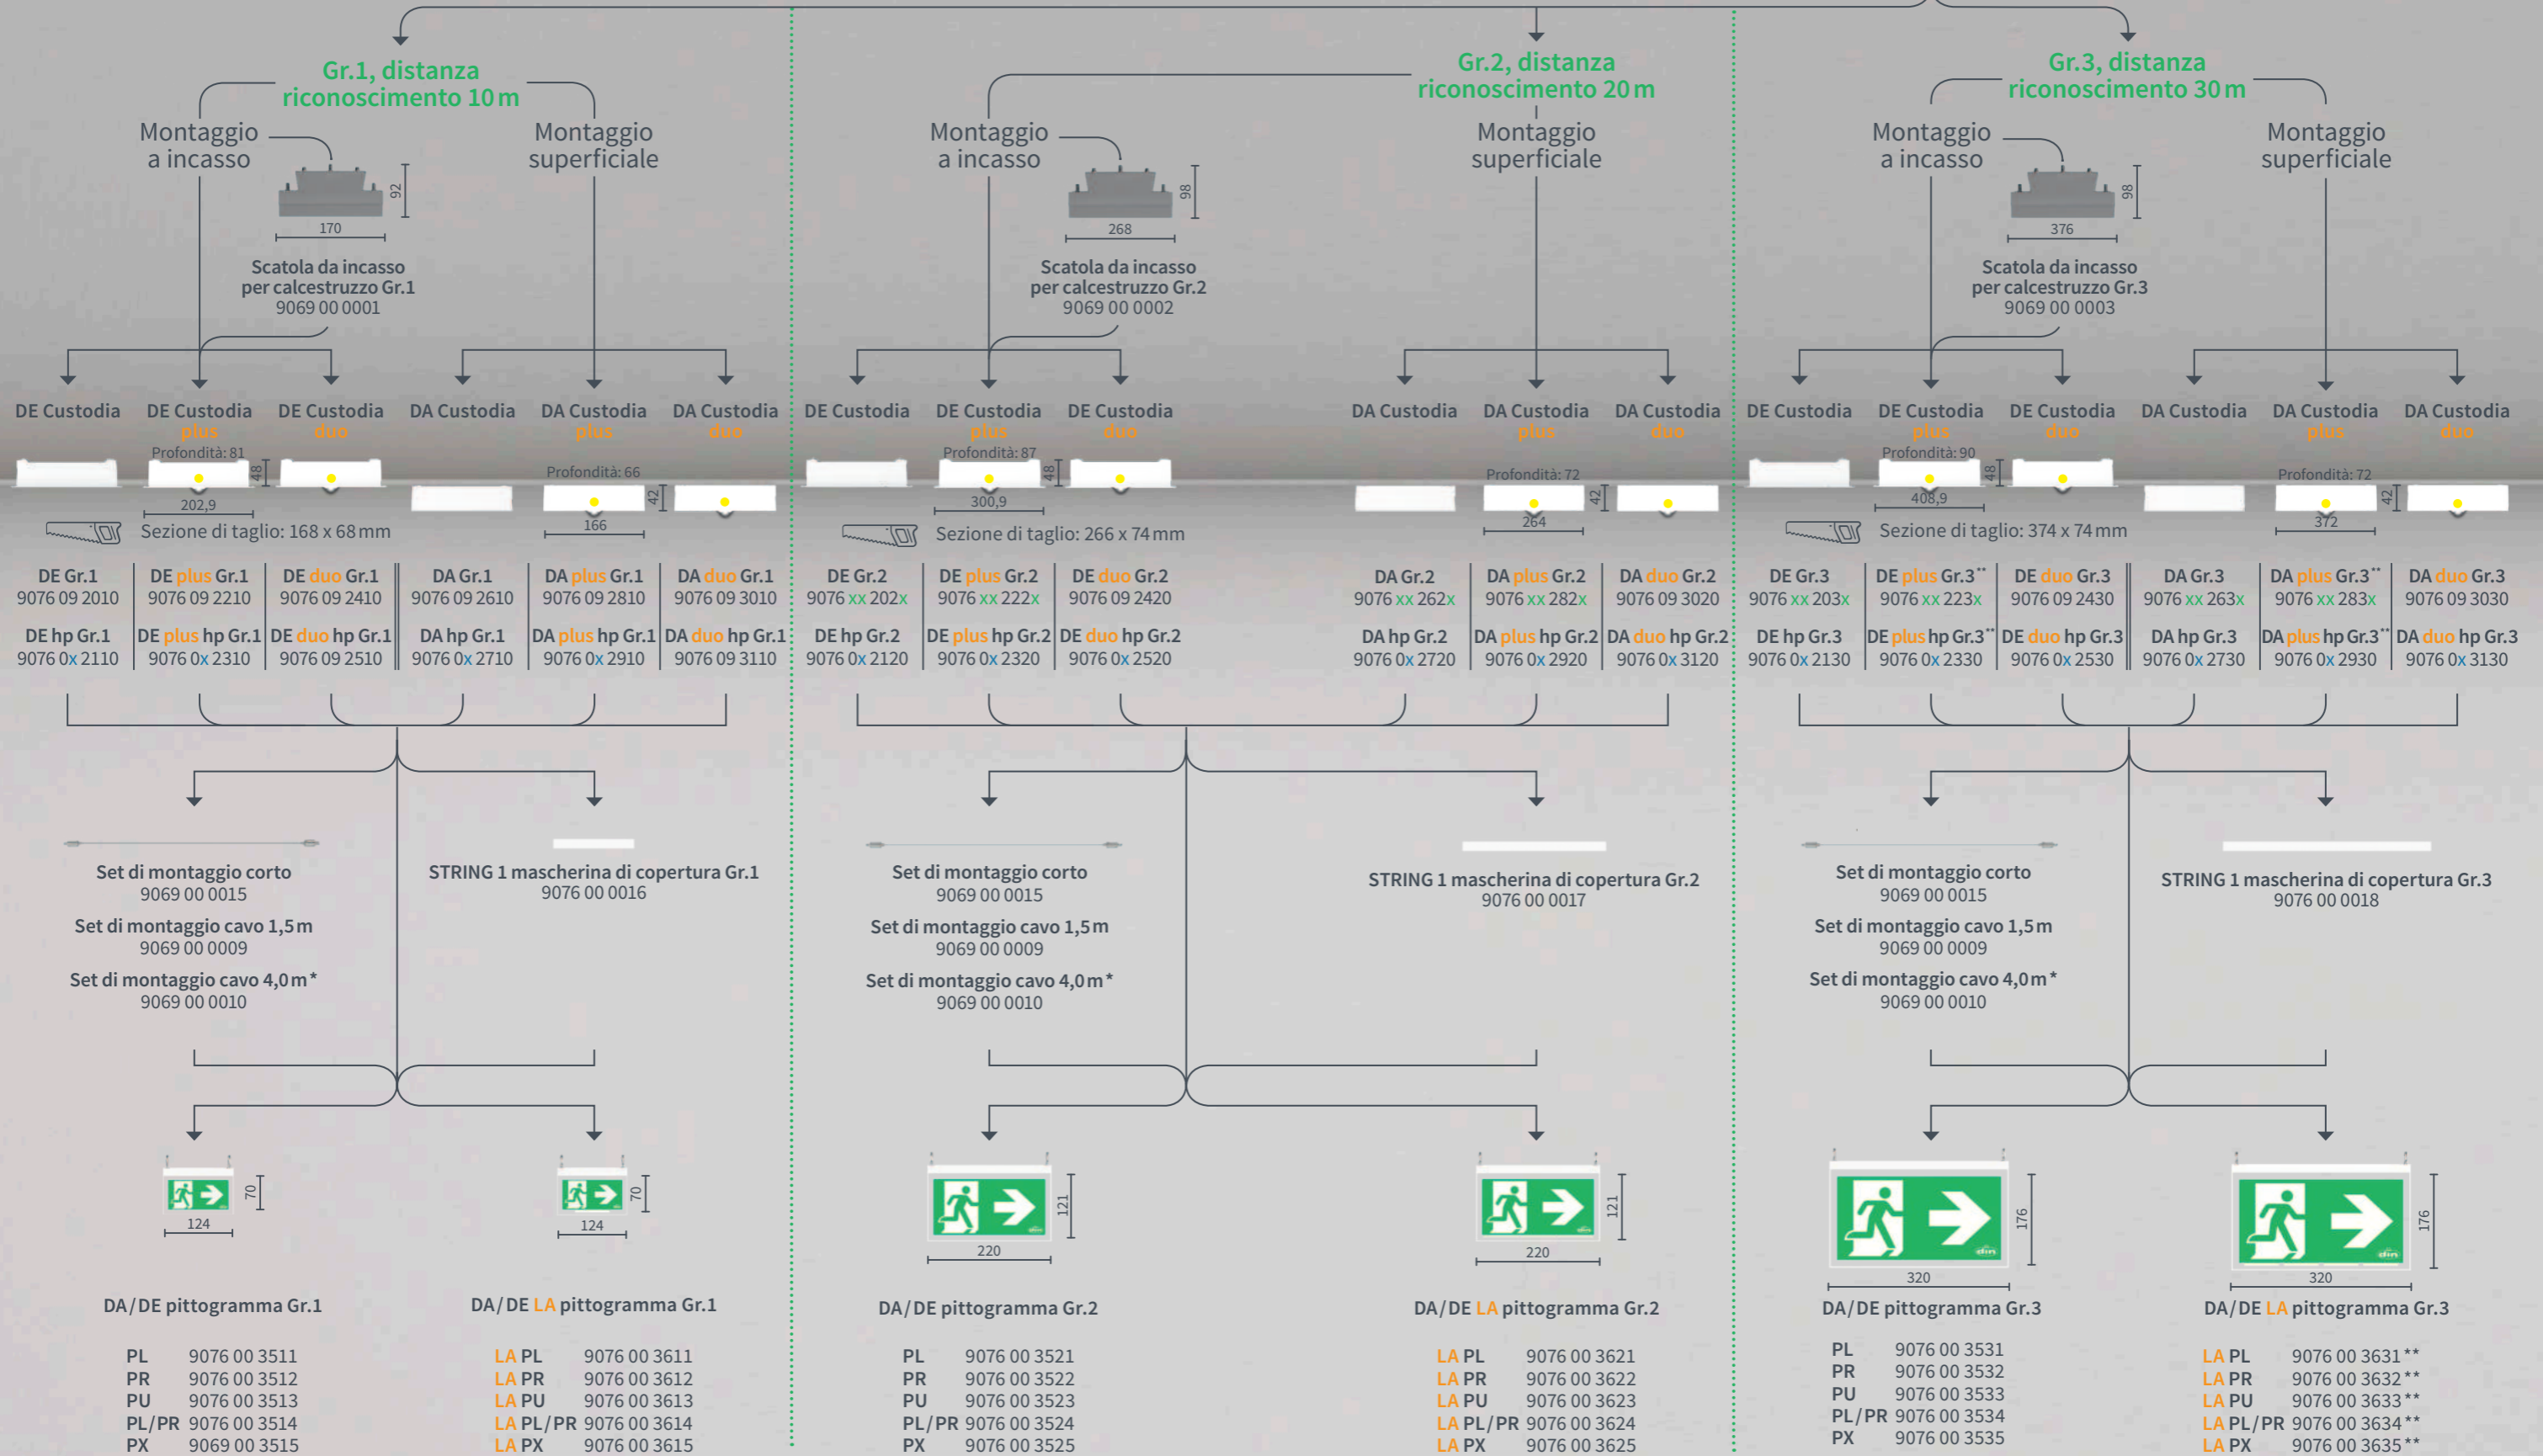 Gr.1, distanza
riconoscimento 10 m
Montaggio
a incasso
Montaggio
superficiale
92
170
Scatola da incasso
per calcestruzzo Gr.1
9069 00 0001
DE Custodia
DE Custodia
plus
DE Custodia
duo
DA Custodia
DA Custodia
plus
DA Custodia
duo
Profondità: 81
48
202,9
Profondità: 66
42
166
Sezione di taglio: 168 x 68 mm
DE Gr.1
9076 09 2010
DE plus Gr.1
9076 09 2210
DE duo Gr.1
9076 09 2410
DA Gr.1
9076 09 2610
DA plus Gr.1
9076 09 2810
DA duo Gr.1
9076 09 3010
DE hp Gr.1
9076 0x 2110
DE plus hp Gr.1
9076 0x 2310
DE duo hp Gr.1
9076 09 2510
DA hp Gr.1
9076 0x 2710
DA plus hp Gr.1
9076 0x 2910
DA duo hp Gr.1
9076 09 3110
Set di montaggio corto
9069 00 0015
Set di montaggio cavo 1,5 m
9069 00 0009
Set di montaggio cavo 4,0 m*
9069 00 0010
STRING 1 mascherina di copertura Gr.1
9076 00 0016
70
124
70
124
DA/DE pittogramma Gr.1
PL 9076 00 3511
PR 9076 00 3512
PU 9076 00 3513
PL/PR 9076 00 3514
PX 9069 00 3515
DA/DE LA pittogramma Gr.1
LA PL 9076 00 3611
LA PR 9076 00 3612
LA PU 9076 00 3613
LA PL/PR 9076 00 3614
LA PX 9076 00 3615
Gr.2, distanza
riconoscimento 20 m
Montaggio
a incasso
Montaggio
superficiale
98
268
Scatola da incasso
per calcestruzzo Gr.2
9069 00 0002
DE Custodia
DE Custodia
plus
DE Custodia
duo
DA Custodia
DA Custodia
plus
DA Custodia
duo
Profondità: 87
48
300,9
Profondità: 72
42
264
Sezione di taglio: 266 x 74 mm
DE Gr.2
9076 xx 202x
DE plus Gr.2
9076 xx 222x
DE duo Gr.2
9076 09 2420
DA Gr.2
9076 xx 262x
DA plus Gr.2
9076 xx 282x
DA duo Gr.2
9076 09 3020
DE hp Gr.2
9076 0x 2120
DE plus hp Gr.2
9076 0x 2320
DE duo hp Gr.2
9076 0x 2520
DA hp Gr.2
9076 0x 2720
DA plus hp Gr.2
9076 0x 2920
DA duo hp Gr.2
9076 0x 3120
Set di montaggio corto
9069 00 0015
Set di montaggio cavo 1,5 m
9069 00 0009
Set di montaggio cavo 4,0 m*
9069 00 0010
STRING 1 mascherina di copertura Gr.2
9076 00 0017
121
220
121
220
DA/DE pittogramma Gr.2
PL 9076 00 3521
PR 9076 00 3522
PU 9076 00 3523
PL/PR 9076 00 3524
PX 9076 00 3525
DA/DE LA pittogramma Gr.2
LA PL 9076 00 3621
LA PR 9076 00 3622
LA PU 9076 00 3623
LA PL/PR 9076 00 3624
LA PX 9076 00 3625
Gr.3, distanza
riconoscimento 30 m
Montaggio
a incasso
Montaggio
superficiale
98
376
Scatola da incasso
per calcestruzzo Gr.3
9069 00 0003
DE Custodia
DE Custodia
plus
DE Custodia
duo
DA Custodia
DA Custodia
plus
DA Custodia
duo
Profondità: 90
48
408,9
Profondità: 72
42
372
Sezione di taglio: 374 x 74 mm
DE Gr.3
9076 xx 203x
DE plus Gr.3**
9076 xx 223x
DE duo Gr.3
9076 09 2430
DA Gr.3
9076 xx 263x
DA plus Gr.3**
9076 xx 283x
DA duo Gr.3
9076 09 3030
DE hp Gr.3
9076 0x 2130
DE plus hp Gr.3**
9076 0x 2330
DE duo hp Gr.3
9076 0x 2530
DA hp Gr.3
9076 0x 2730
DA plus hp Gr.3**
9076 0x 2930
DA duo hp Gr.3
9076 0x 3130
Set di montaggio corto
9069 00 0015
Set di montaggio cavo 1,5 m
9069 00 0009
Set di montaggio cavo 4,0 m*
9069 00 0010
STRING 1 mascherina di copertura Gr.3
9076 00 0018
din
176
320
din
176
320
DA/DE pittogramma Gr.3
PL 9076 00 3531
PR 9076 00 3532
PU 9076 00 3533
PL/PR 9076 00 3534
PX 9076 00 3535
DA/DE LA pittogramma Gr.3
LA PL 9076 00 3631**
LA PR 9076 00 3632**
LA PU 9076 00 3633**
LA PL/PR 9076 00 3634**
LA PX 9076 00 3635**